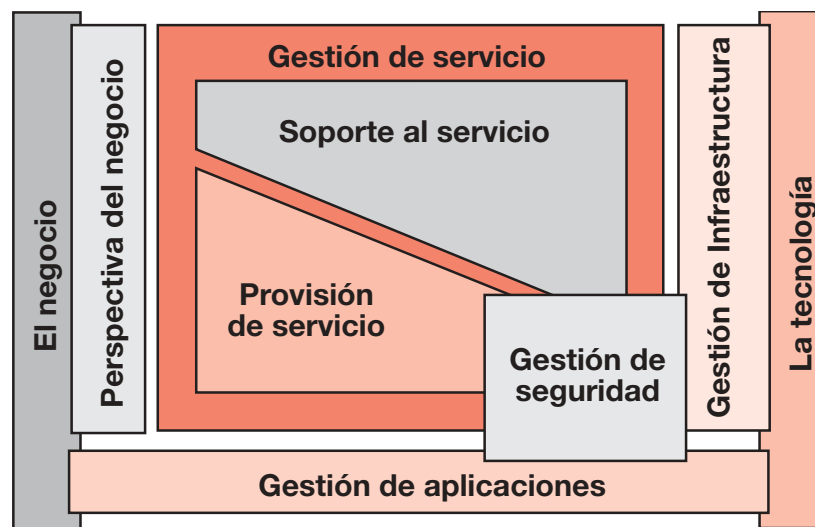 El negocio
Perspectiva del negocio
Gestión de servicio
Soporte al servicio
Provisión
de servicio
Gestión de
seguridad
Gestión de Infraestructura
La tecnología
Gestión de aplicaciones